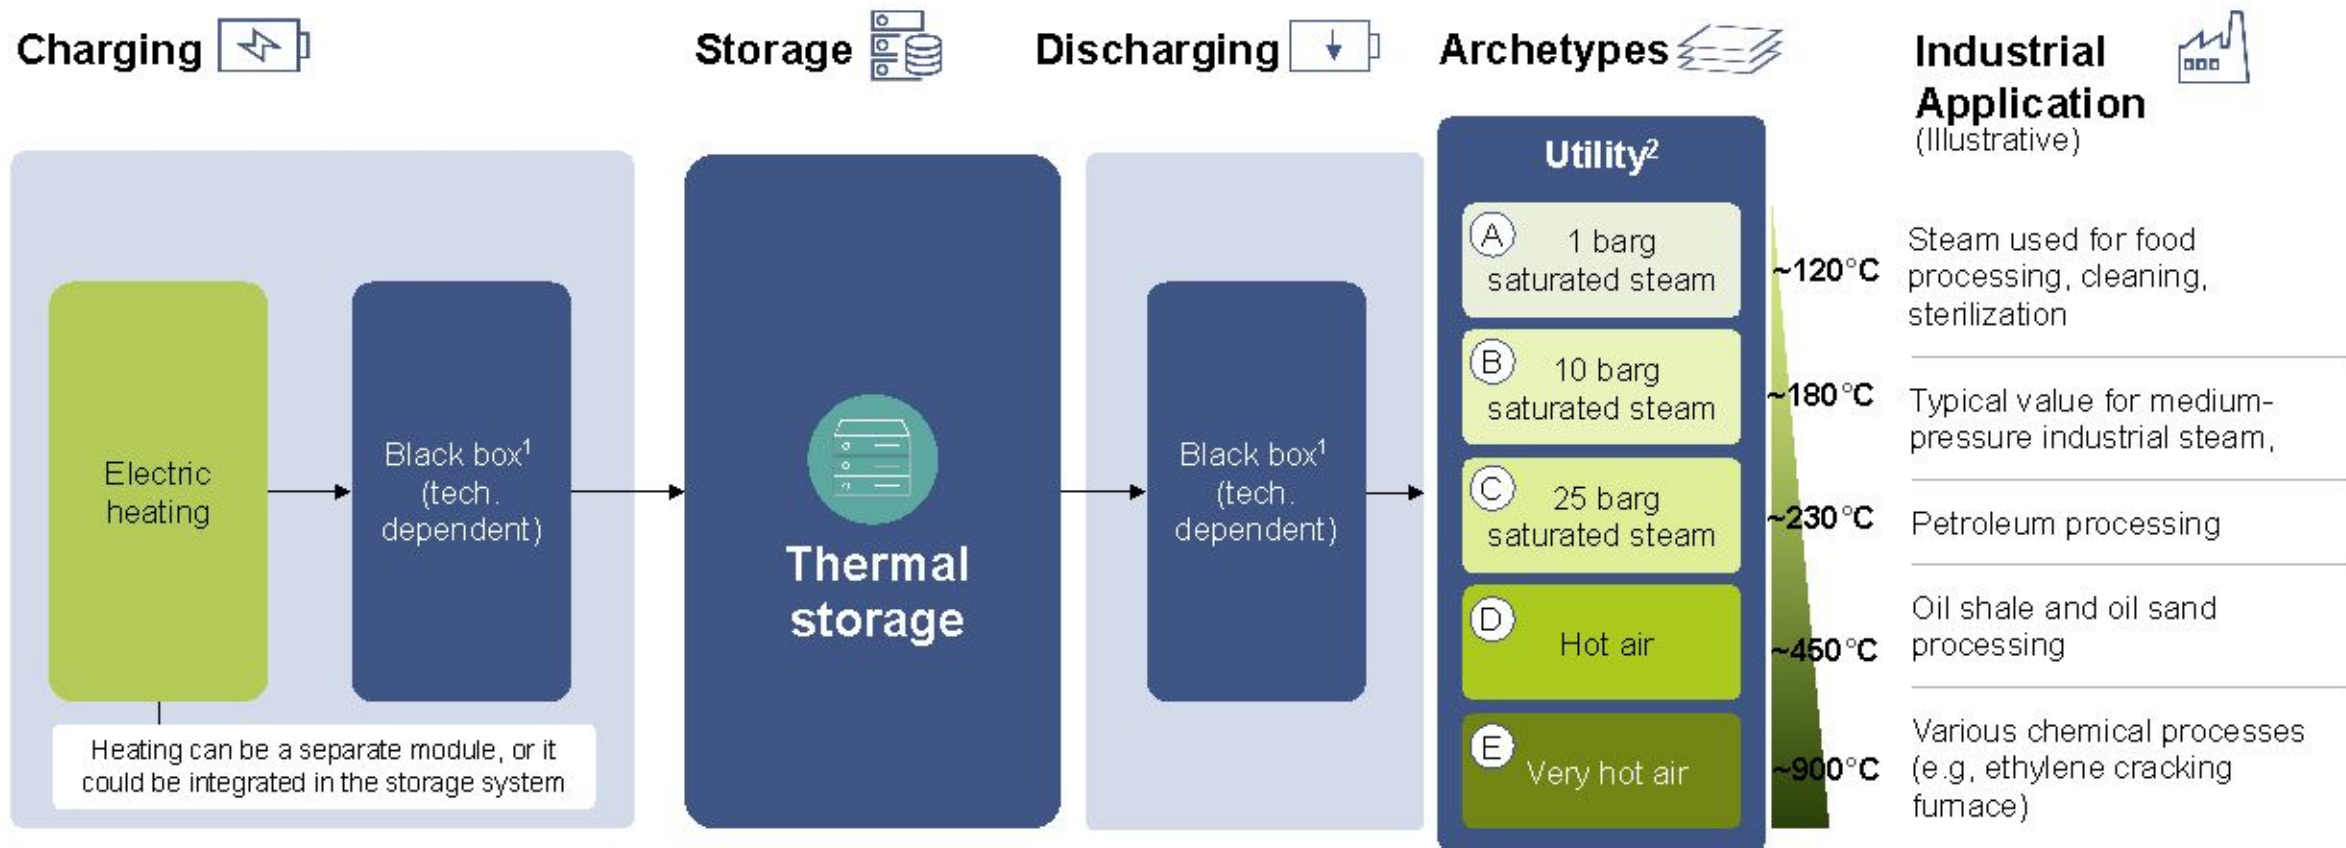 Charging
Storage
Discharging
Archetypes
Industrial
Application
(Illustrative)
Electric
heating
Black box¹
(tech.
dependent)
Heating can be a separate module, or it
could be integrated in the storage system
Thermal
storage
Black box¹
(tech.
dependent)
Utility²
A
1 barg
saturated steam
~120°C
Steam used for food
processing, cleaning,
sterilization
B
10 barg
saturated steam
~180°C
Typical value for medium-
pressure industrial steam,
C
25 barg
saturated steam
~230°C
Petroleum processing
D
Hot air
~450°C
Oil shale and oil sand
processing
E
Very hot air
~900°C
Various chemical processes
(e.g, ethylene cracking
furnace)